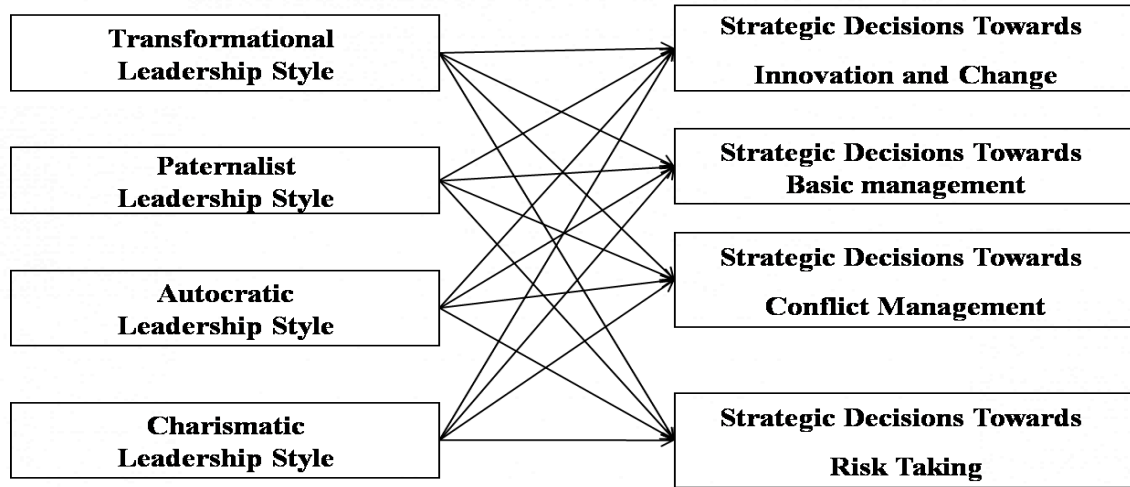 Transformational
Leadership Style
Paternalist
Leadership Style
Autocratic
Leadership Style
Charismatic
Leadership Style
Strategic Decisions Towards
Innovation and Change
Strategic Decisions Towards
Basic management
Strategic Decisions Towards
Conflict Management
Strategic Decisions Towards
Risk Taking